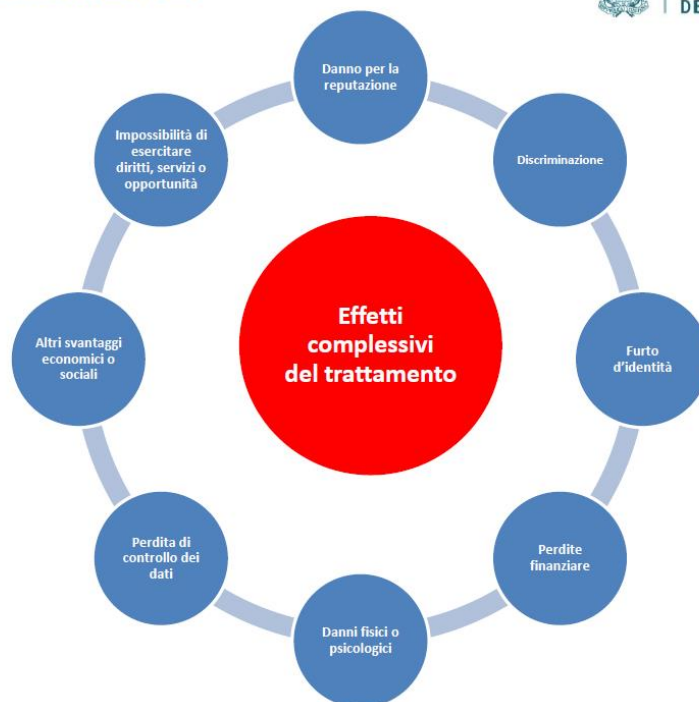 DE
Danno per la
reputazione
Discriminazione
Furto
d’identità
Perdite
finanziare
Danni fisici o
psicologici
Perdita di
controllo dei
dati
Altri svantaggi
economici o
sociali
Impossibilità di
esercitare
diritti, servizi o
opportunità
Effetti
complessivi
del trattamento